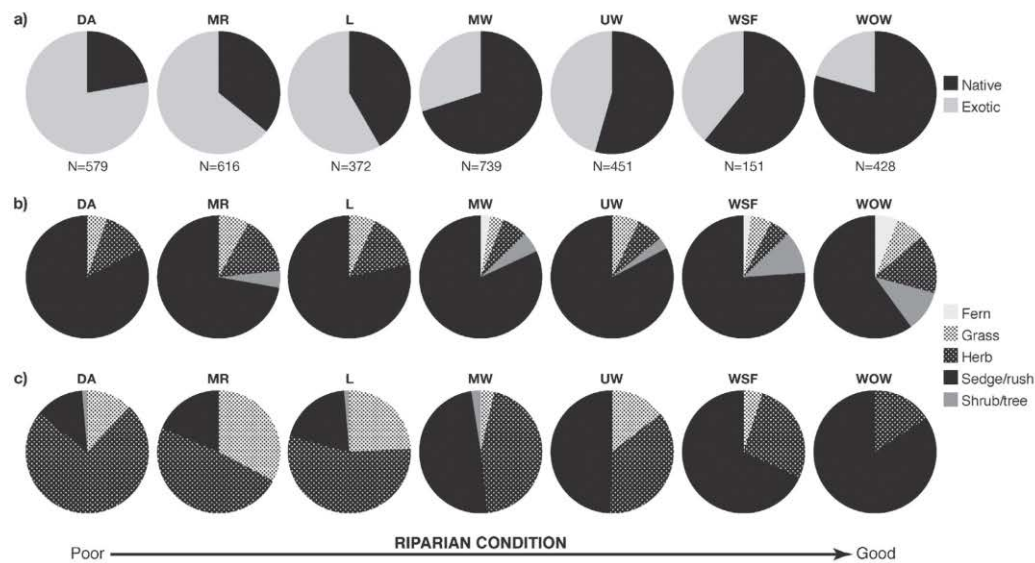 a)
DA MR L MW UW WSF WOW
Native
Exotic
N=579 N=616 N=372 N=739 N=451 N=151 N=428
b)
DA MR L MW UW WSF WOW
Fern
Grass
Herb
Sedge/rush
Shrub/tree
c)
DA MR L MW UW WSF WOW
RIPARIAN CONDITION
Poor Good